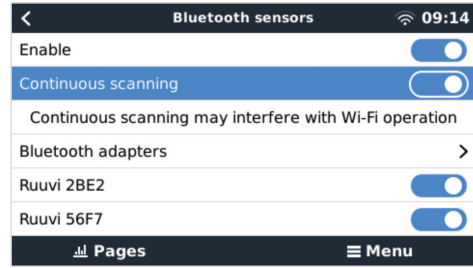 Bluetooth sensors 09:14
Enable
Continuous scanning
Continuous scanning may interfere with Wi-Fi operation
Bluetooth adapters
Ruuvi 2BE2
Ruuvi 56F7
Pages Menu